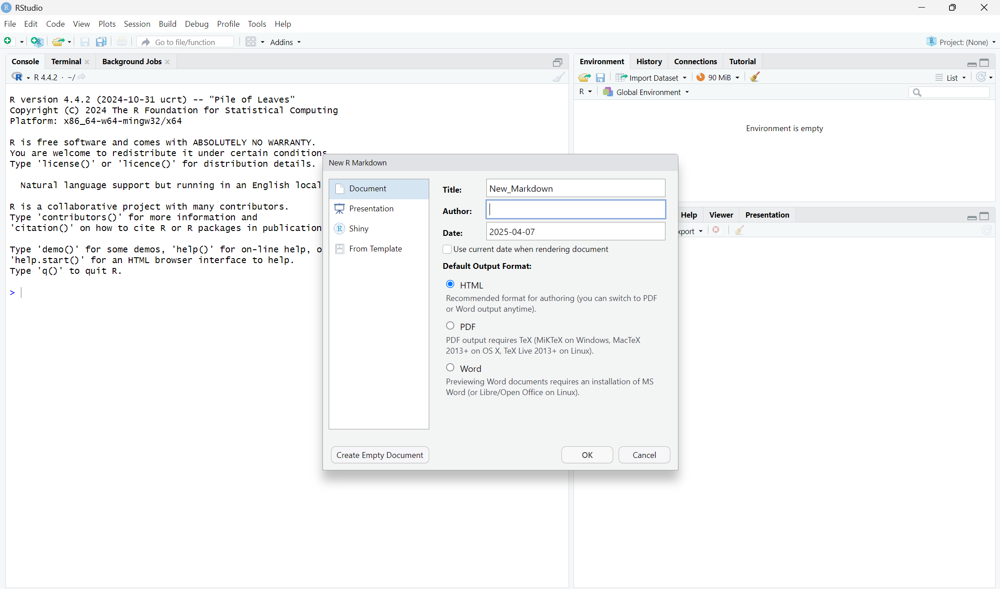 RStudio
File Edit Code View Plots Session Build Debug Profile Tools Help
Go to file/function Addins Project: (None)
Console Terminal Background Jobs
R 4.4.2 · ~/
R version 4.4.2 (2024-10-31 ucrt) -- "Pile of Leaves"
Copyright (C) 2024 The R Foundation for Statistical Computing
Platform: x86_64-w64-mingw32/x64
R is free software and comes with ABSOLUTELY NO WARRANTY.
You are welcome to redistribute it under certain conditions
Type 'license()' or 'licence()' for distribution details.
Natural language support but running in an English local
R is a collaborative project with many contributors.
Type 'contributors()' for more information and
'citation()' on how to cite R or R packages in publication
Type 'demo()' for some demos, 'help()' for on-line help, o
'help.start()' for an HTML browser interface to help.
Type 'q()' to quit R.
>
Environment History Connections Tutorial
Import Dataset 90 MiB List
R Global Environment
Environment is empty
Help Viewer Presentation
xport
New R Markdown
Document
Presentation
Shiny
From Template
Title: New_Markdown
Author:
Date: 2025-04-07
Use current date when rendering document
Default Output Format:
HTML
Recommended format for authoring (you can switch to PDF
or Word output anytime).
PDF
PDF output requires TeX (MiKTeX on Windows, MacTeX
2013+ on OS X, TeX Live 2013+ on Linux).
Word
Previewing Word documents requires an installation of MS
Word (or Libre/Open Office on Linux).
Create Empty Document OK Cancel